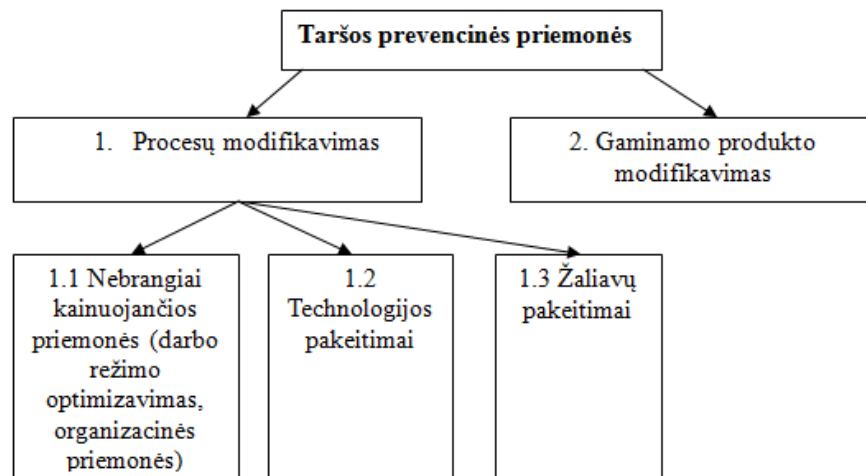 Taršos prevencinės priemonės
1. Procesų modifikavimas
2. Gaminamo produkto
modifikavimas
1.1 Nebrangiai
kainuojančios
priemonės (darbo
režimo
optimizavimas,
organizacinės
priemonės)
1.2
Technologijos
pakeitimai
1.3 Žaliavų
pakeitimai